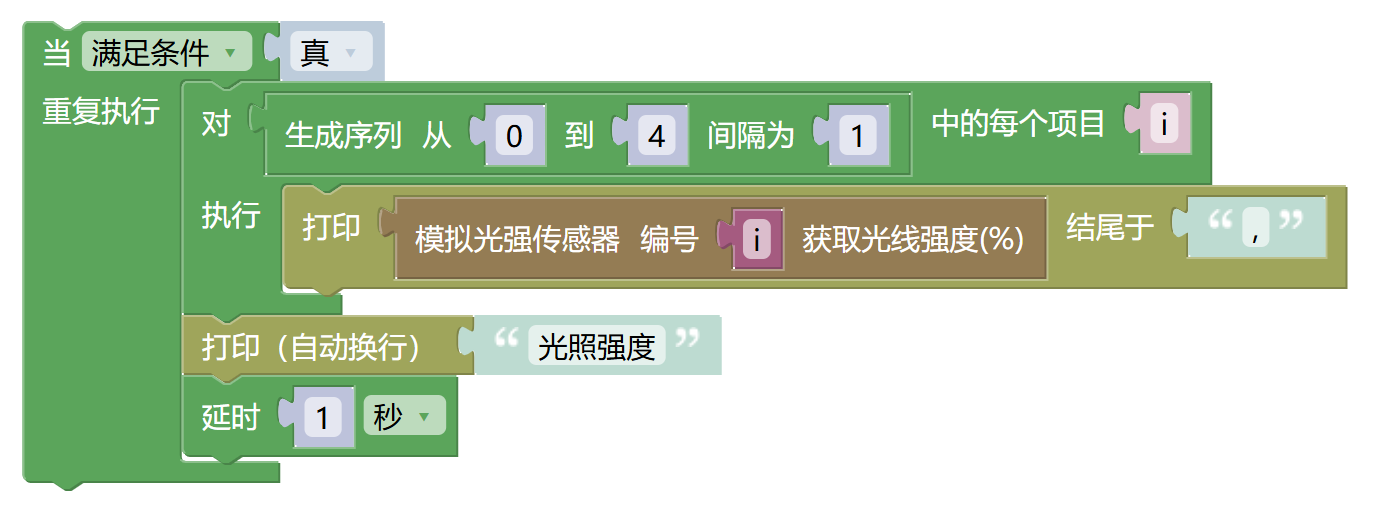 当 满足条件 真
重复执行 对 生成序列 从 0 到 4 间隔为 1 中的每个项目 i
执行 打印 模拟光强传感器 编号 i 获取光线强度(%) 结尾于 “ , ”
打印（自动换行） “ 光照强度 ”
延时 1 秒